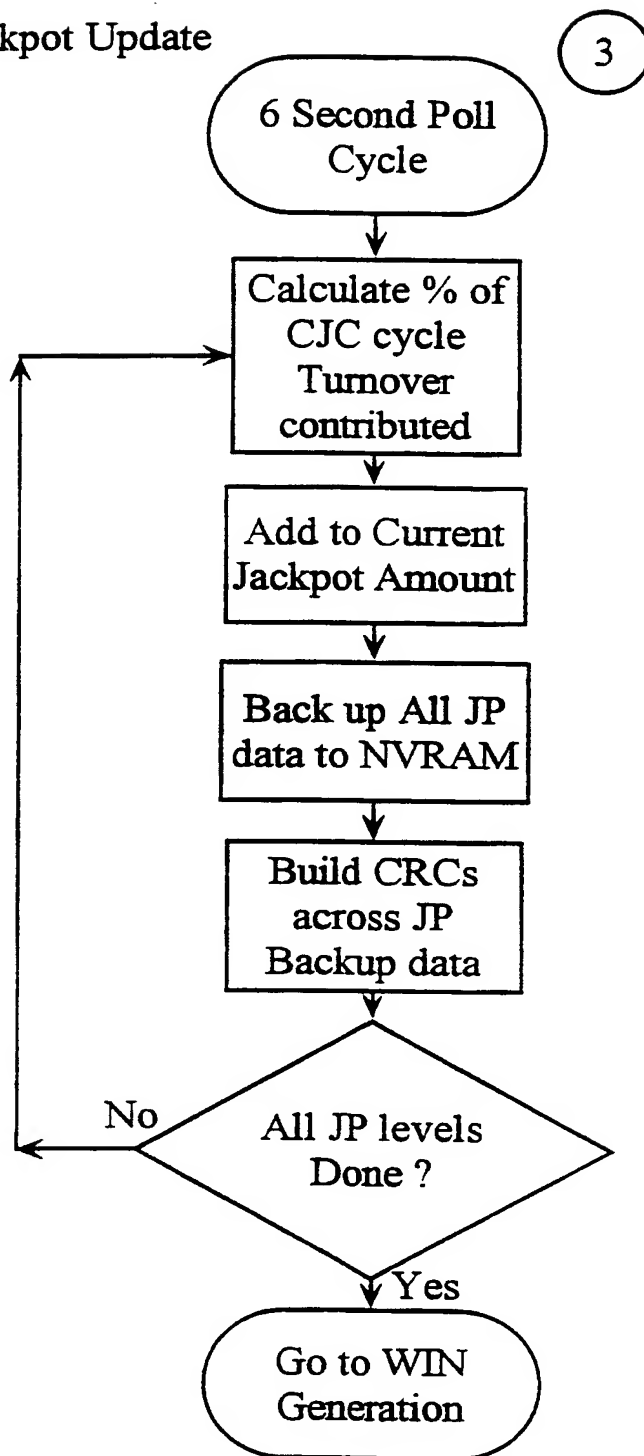 kpot Update
3
6 Second Poll
Cycle
Calculate % of
CJC cycle
Turnover
contributed
Add to Current
Jackpot Amount
Back up All JP
data to NVRAM
Build CRCs
across JP
Backup data
No
All JP levels
Done ?
Yes
Go to WIN
Generation